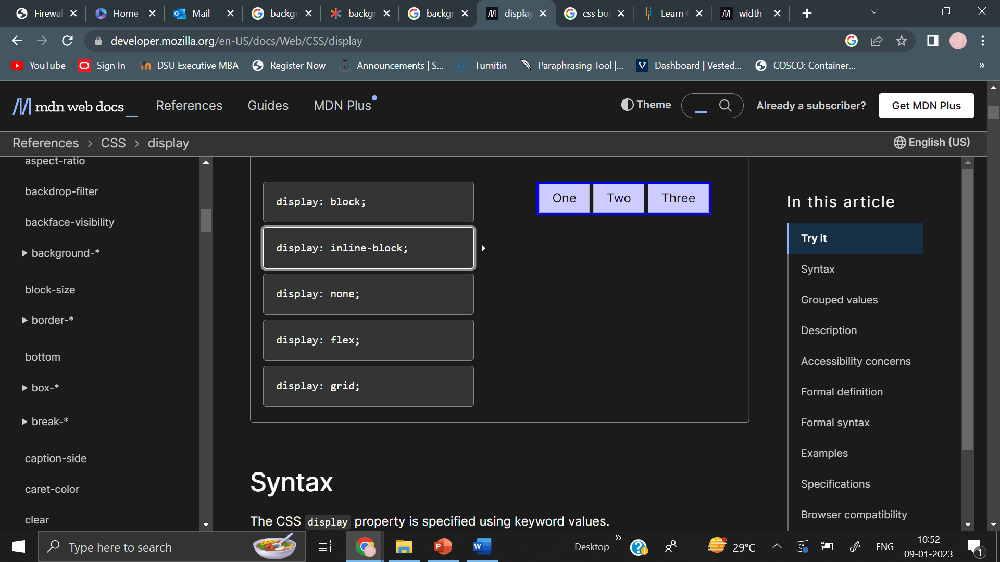 Firewal
Home
Mail -
backgr
backgr
backgr
display
css bo
Learn
width -
developer.mozilla.org/en-US/docs/Web/CSS/display
YouTube
Sign In
DSU Executive MBA
Register Now
Announcements | S...
Turnitin
Paraphrasing Tool |...
Dashboard | Vested...
COSCO: Container...
»
mdn web docs_
References
Guides
MDN Plus
Theme
Already a subscriber?
Get MDN Plus
References > CSS > display
English (US)
aspect-ratio
backdrop-filter
backface-visibility
background-*
block-size
border-*
bottom
box-*
break-*
caption-side
caret-color
clear
display: block;
display: inline-block;
display: none;
display: flex;
display: grid;
One
Two
Three
Syntax
The CSS display property is specified using keyword values.
In this article
Try it
Syntax
Grouped values
Description
Accessibility concerns
Formal definition
Formal syntax
Examples
Specifications
Browser compatibility
Type here to search
Desktop
»
29°C
ENG
10:52
09-01-2023
1